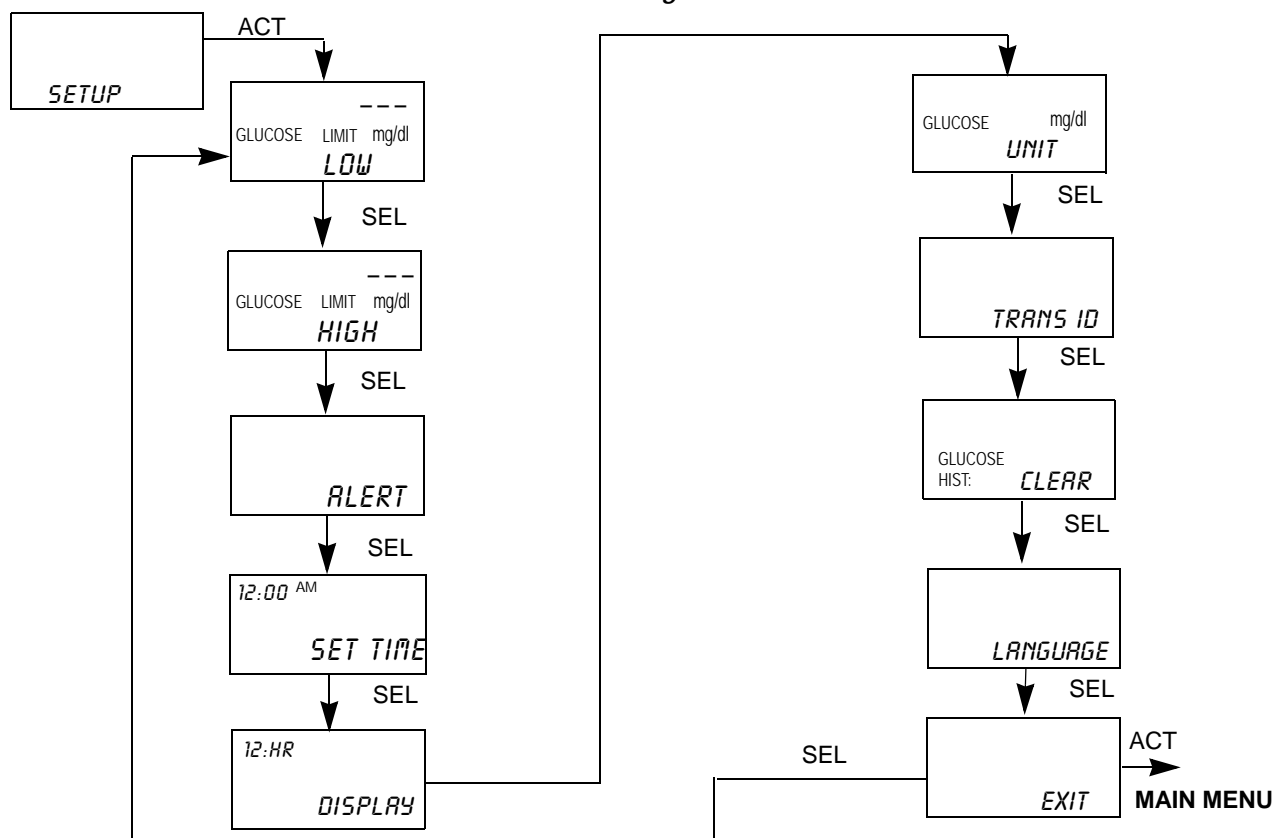 ACT
SETUP
---
GLUCOSE LIMIT mg/dl
LOW
SEL
---
GLUCOSE LIMIT mg/dl
HIGH
SEL
ALERT
SEL
12:00 AM
SET TIME
SEL
12:HR
DISPLAY
GLUCOSE mg/dl
UNIT
SEL
TRANS ID
SEL
GLUCOSE
HIST: CLEAR
SEL
LANGUAGE
SEL
SEL
EXIT
ACT
MAIN MENU